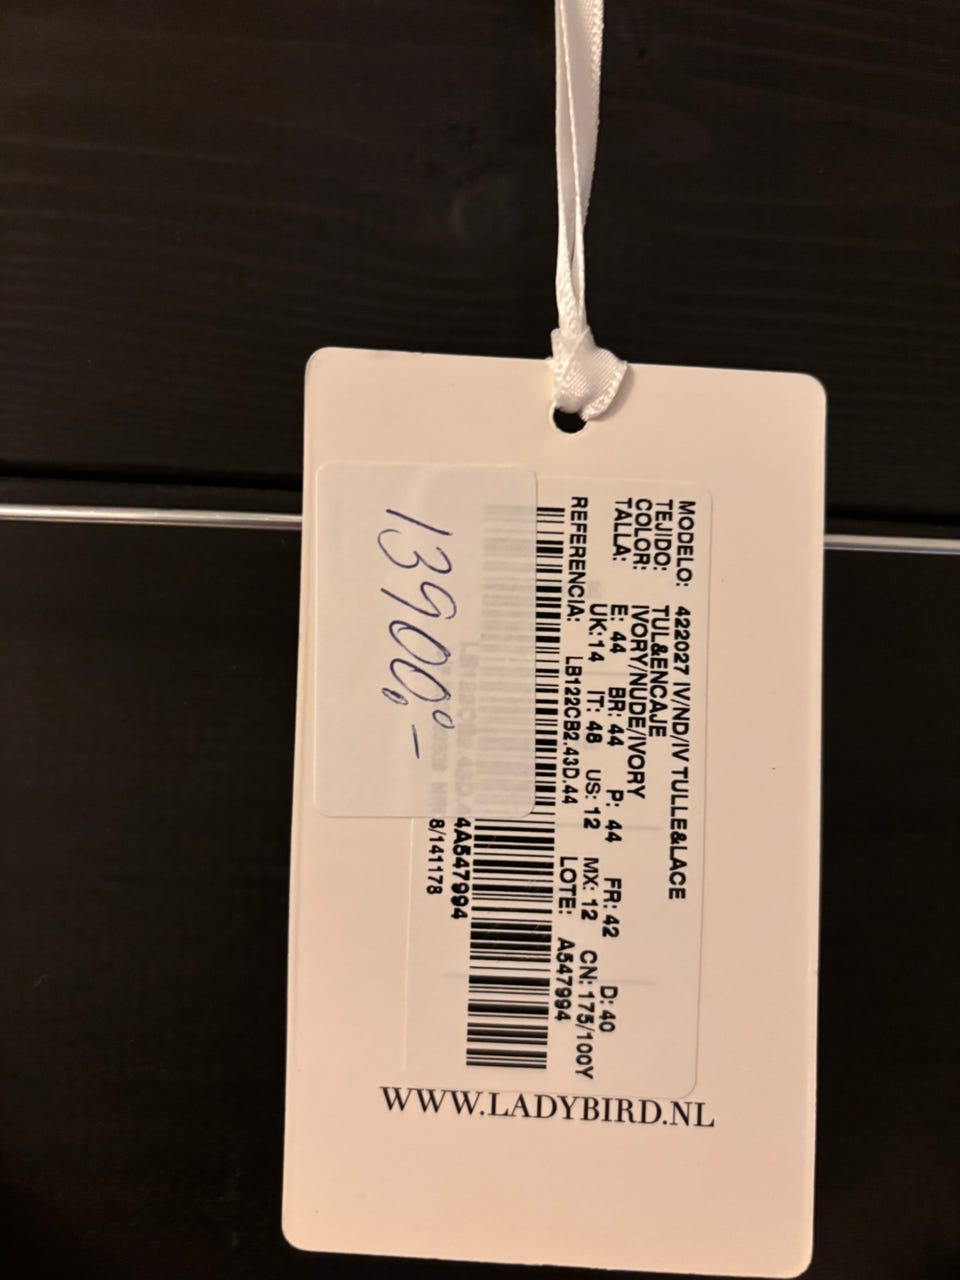 MODELO: 422027 IV/ND/IV TULLE&LACE
TEJIDO: TUL&ENCAJE
COLOR: IVORY/NUDE/IVORY
TALLA: E: 44 BR: 44 P: 44 FR: 42 D: 40
UK:14 IT: 48 US: 12 MX: 12 CN: 175/100Y
REFERENCIA: LB122CB2.43D.44 LOTE: A547994
4A547994
8/141178
13900,-
WWW.LADYBIRD.NL